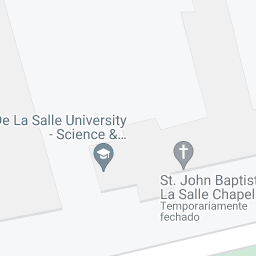 De La Salle University
- Science &...
St. John Baptist
La Salle Chapel
Temporariamente
fechado